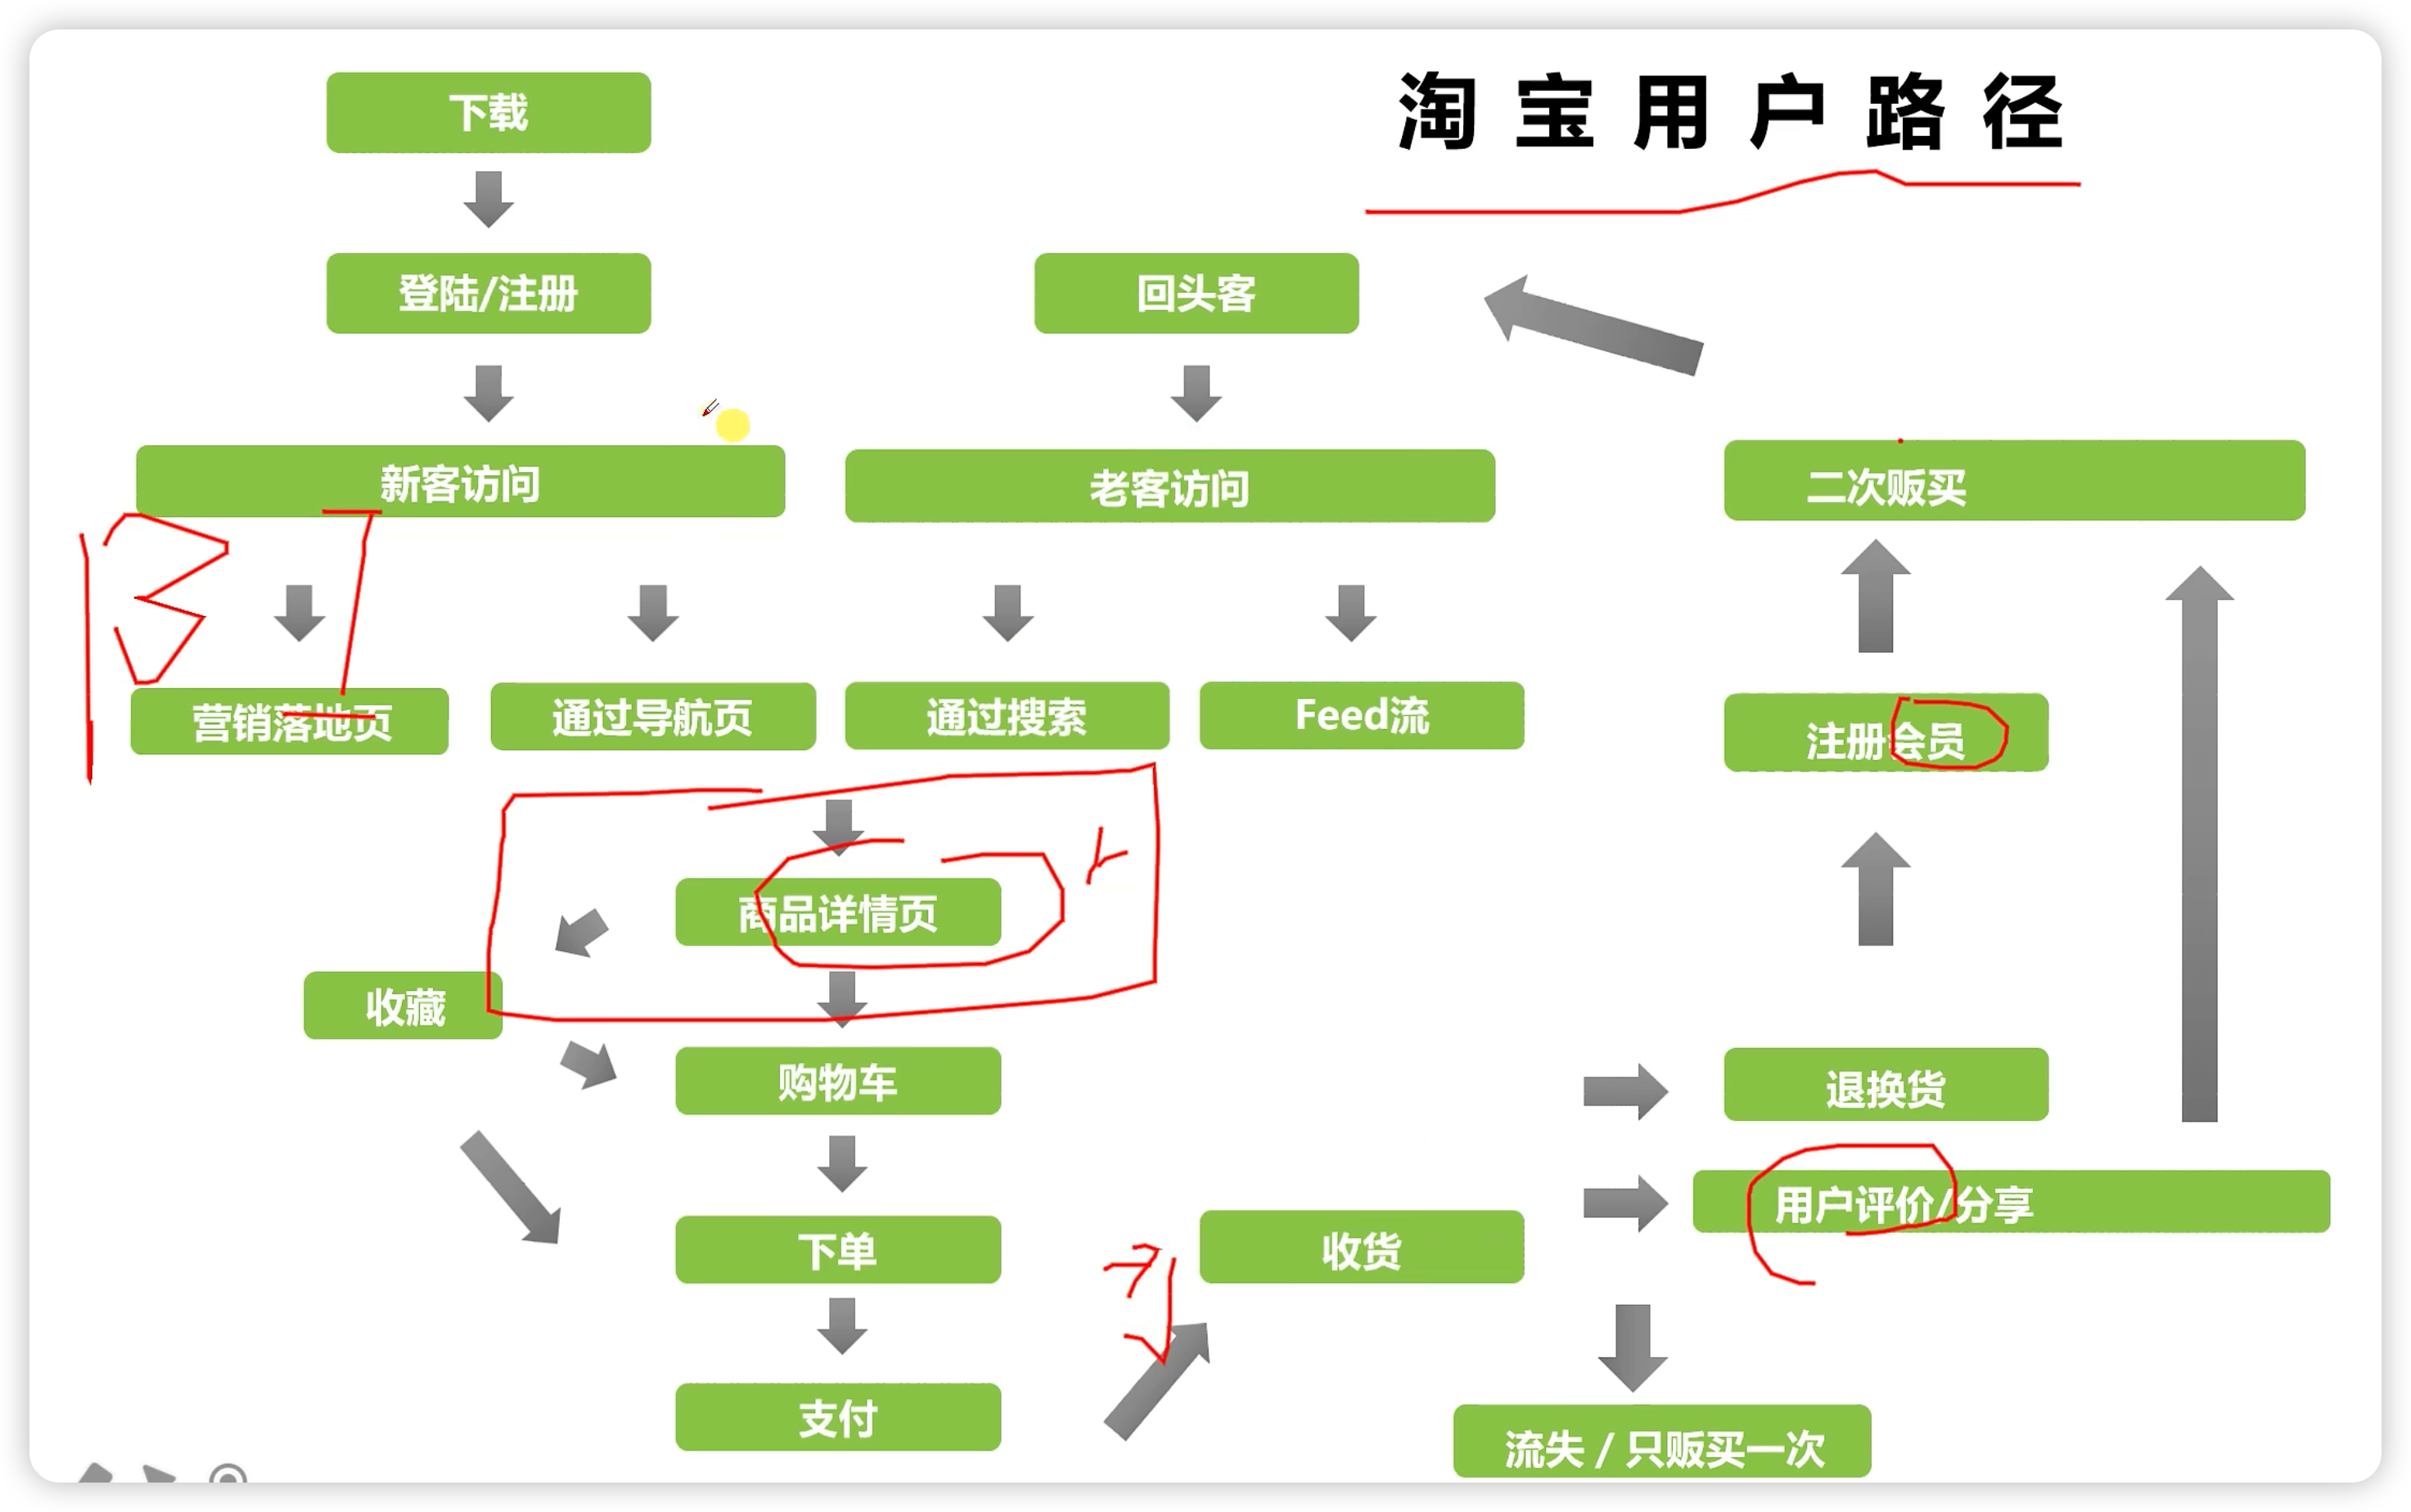 淘宝用户路径
下载
登陆/注册
回头客
新客访问
老客访问
二次贩买
营销落地页
通过导航页
通过搜索
Feed流
注册会员
商品详情页
收藏
购物车
退换货
用户评价/分享
下单
收货
支付
流失 / 只贩买一次